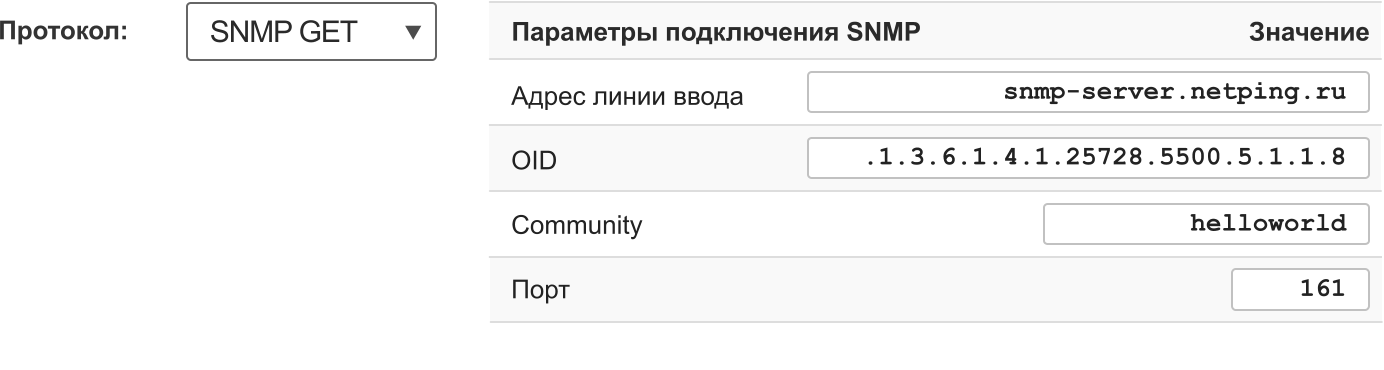 Протокол: SNMP GET
Параметры подключения SNMP Значение
Адрес линии ввода snmp-server.netping.ru
OID .1.3.6.1.4.1.25728.5500.5.1.1.8
Community helloworld
Порт 161